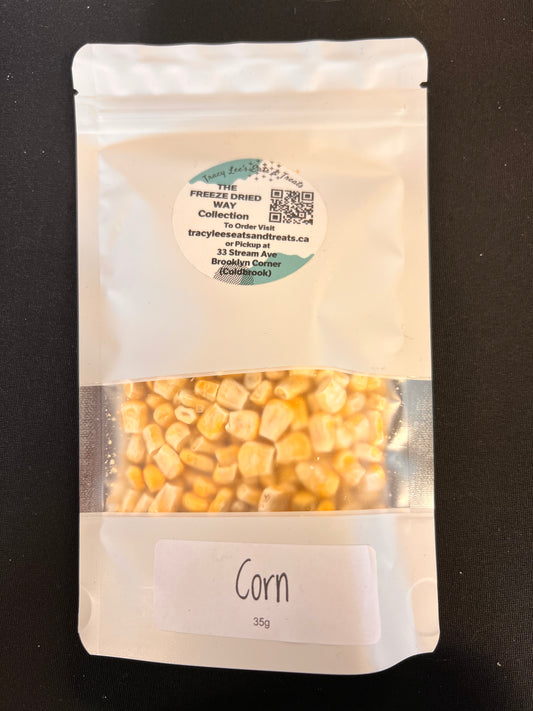 Tracy Lee's Eats & Treats
THE
FREEZE DRIED
WAY
Collection
To Order Visit
tracyleeseatsandtreats.ca
or Pickup at
33 Stream Ave
Brooklyn Corner
(Coldbrook)
Corn
35g